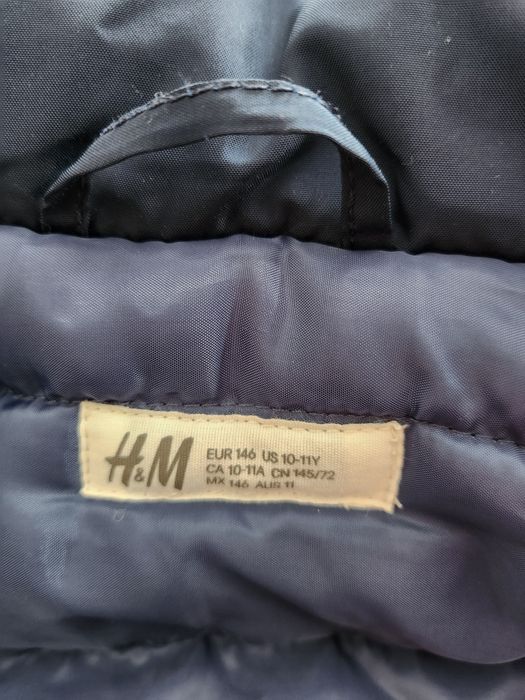 H&M
EUR 146 US 10-11Y
CA 10-11A CN 145/72
MX 146 AUS 11